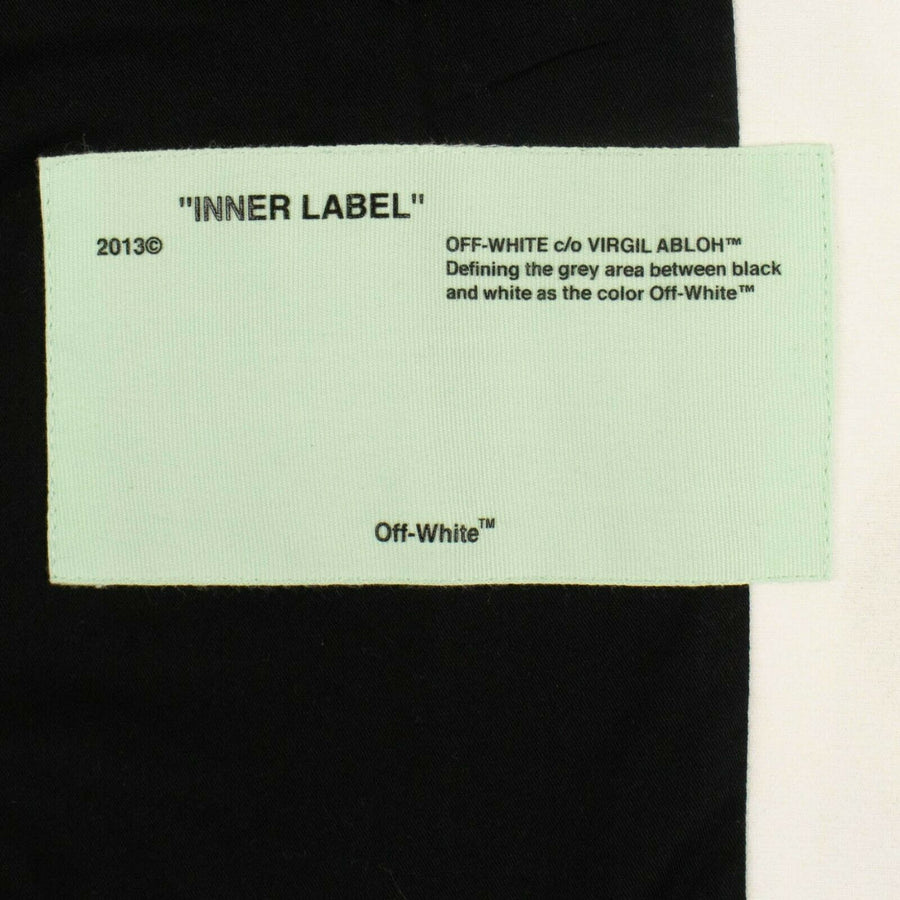 "INNER LABEL"
2013©
OFF-WHITE c/o VIRGIL ABLOH™
Defining the grey area between black
and white as the color Off-White™
Off-White™